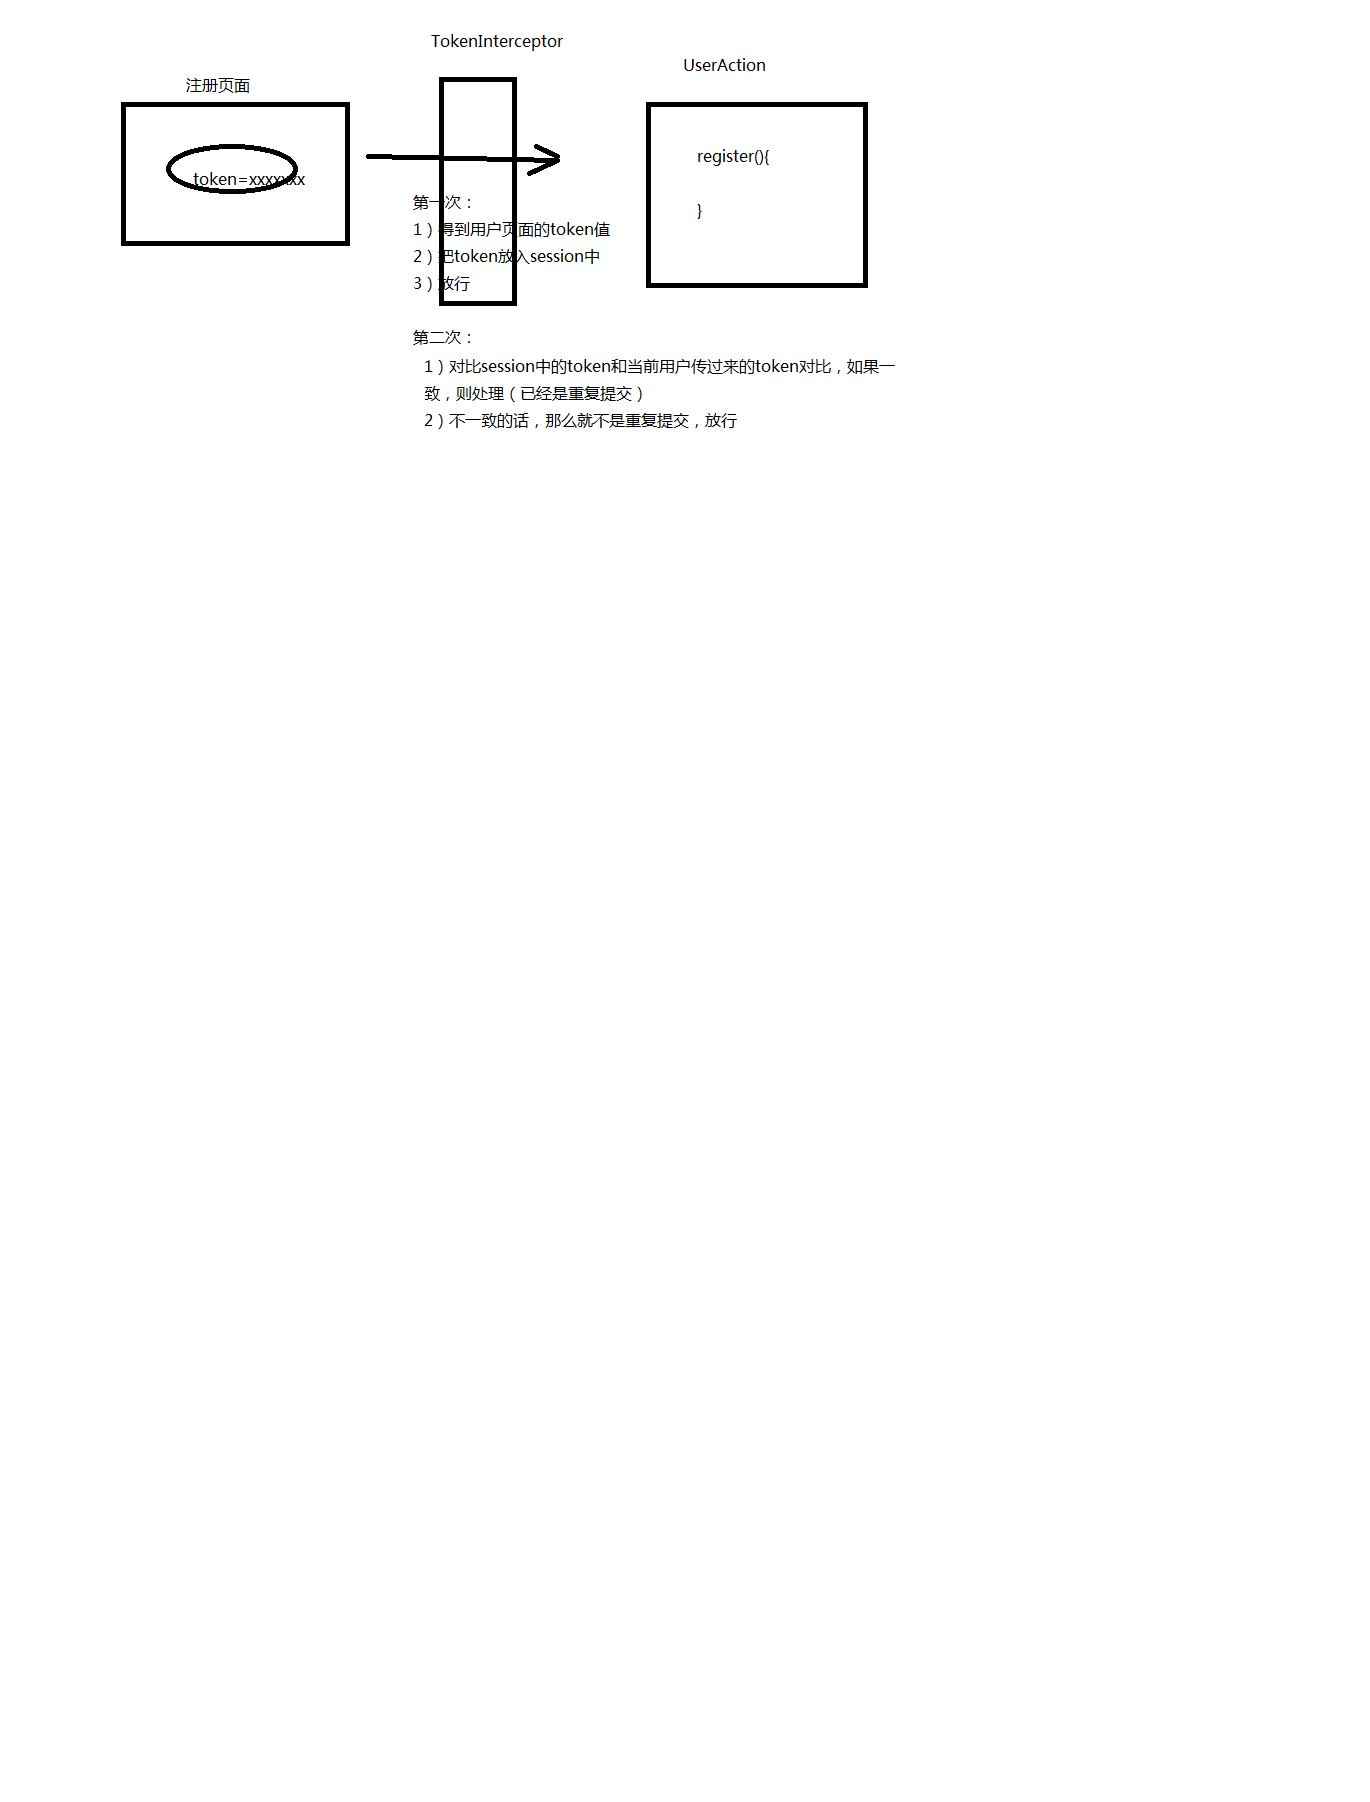 TokenInterceptor
UserAction
注册页面
register(){
token=xxxxxxx
}
第一次：
1）得到用户页面的token值
2）把token放入session中
3）放行
第二次：
1）对比session中的token和当前用户传过来的token对比，如果一
致，则处理（已经是重复提交）
2）不一致的话，那么就不是重复提交，放行